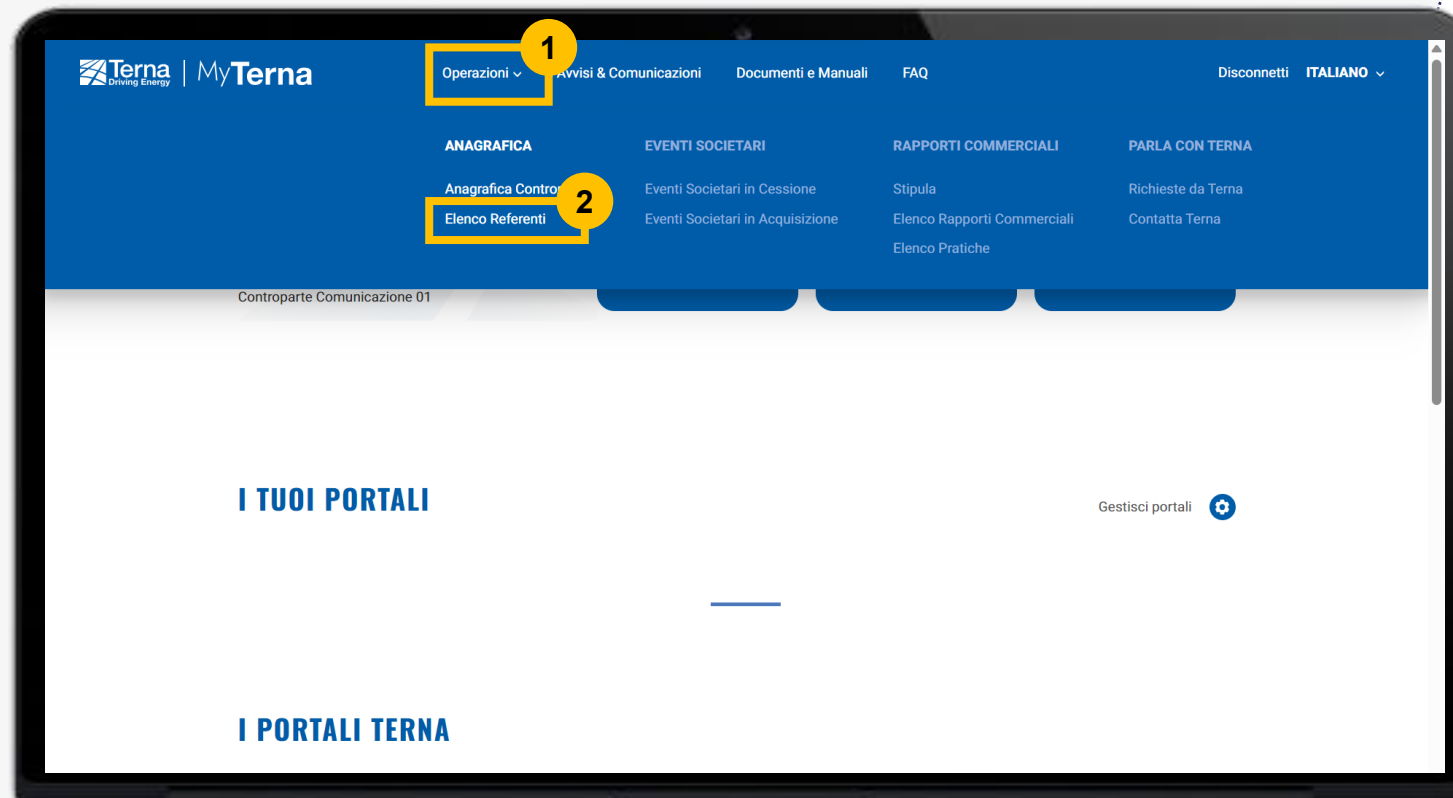 Terna
Driving Energy
MyTerna
Operazioni
1
Avvisi & Comunicazioni
Documenti e Manuali
FAQ
Disconnetti
ITALIANO
ANAGRAFICA
Anagrafica
Elenco Referenti
2
EVENTI SOCIETARI
Eventi Societari in Cessione
Eventi Societari in Acquisizione
RAPPORTI COMMERCIALI
Stipula
Elenco Rapporti Commerciali
Elenco Pratiche
PARLA CON TERNA
Richieste da Terna
Contatta Terna
Controparte Comunicazione 01
I TUOI PORTALI
Gestisci portali
I PORTALI TERNA